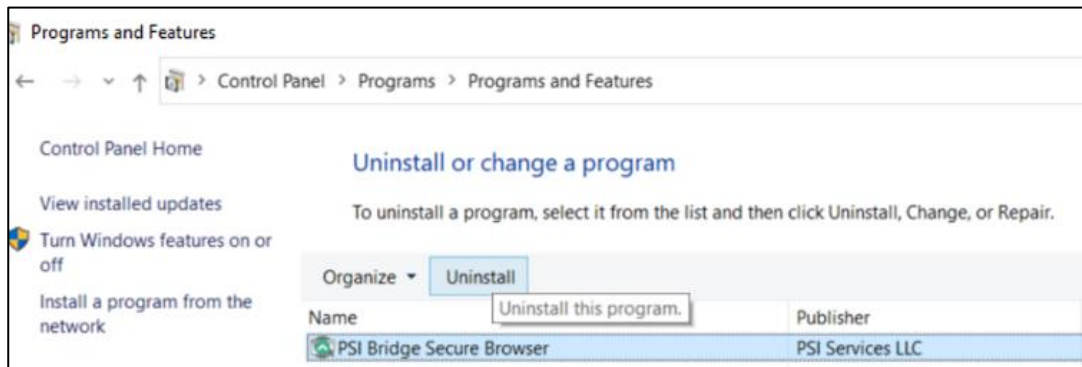 Programs and Features
Control Panel > Programs > Programs and Features
Control Panel Home
View installed updates
Turn Windows features on or
off
Install a program from the
network
Uninstall or change a program
To uninstall a program, select it from the list and then click Uninstall, Change, or Repair.
Organize Uninstall
Uninstall this program.
Name Publisher
PSI Bridge Secure Browser PSI Services LLC